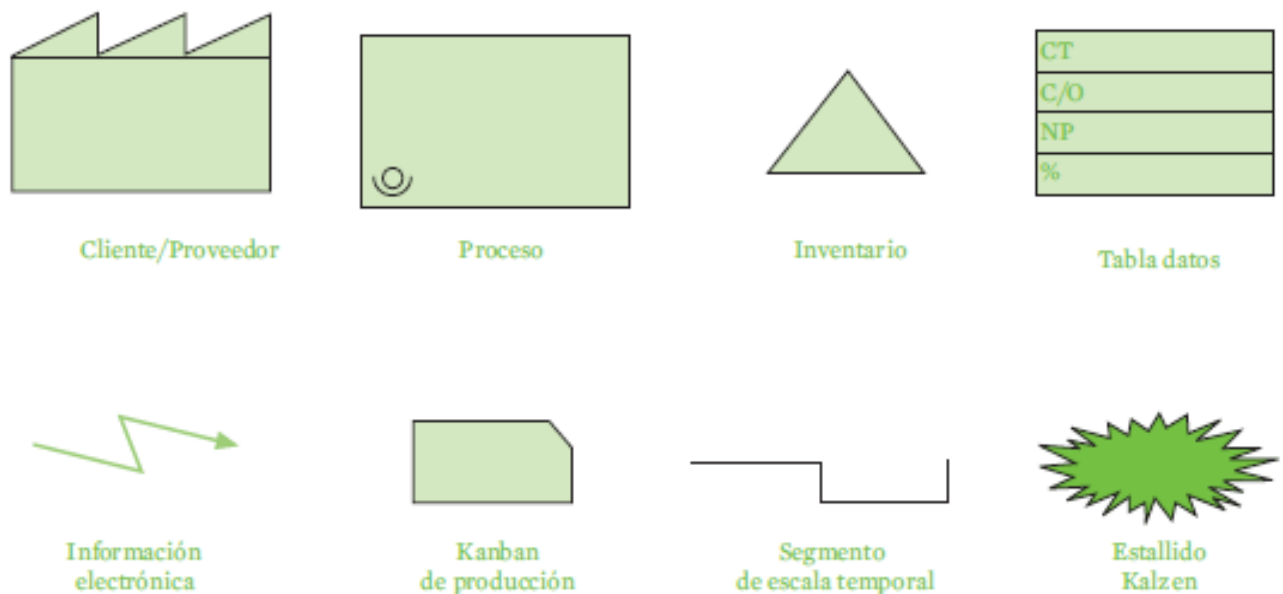 CT
C/O
NP
%
Cliente/Proveedor
Proceso
Inventario
Tabla datos
Información
electrónica
Kanban
de producción
Segmento
de escala temporal
Estallido
Kalzen